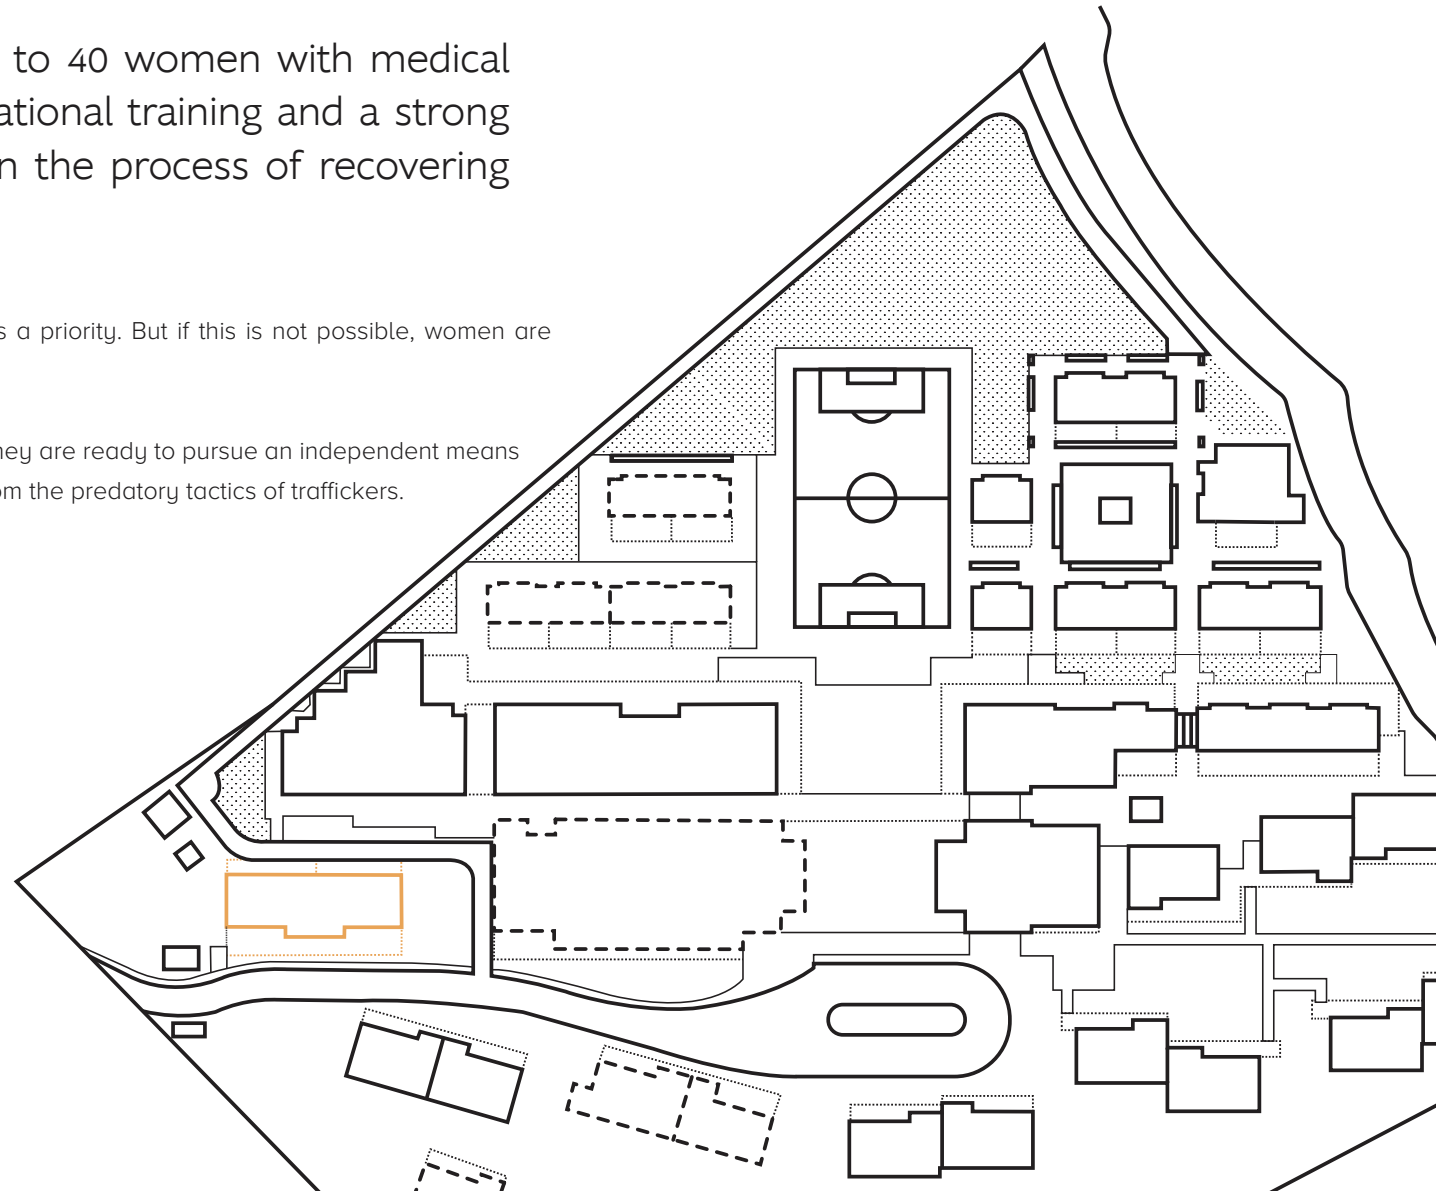 to 40 women with medical
ational training and a strong
n the process of recovering
s a priority. But if this is not possible, women are
hey are ready to pursue an independent means
om the predatory tactics of traffickers.